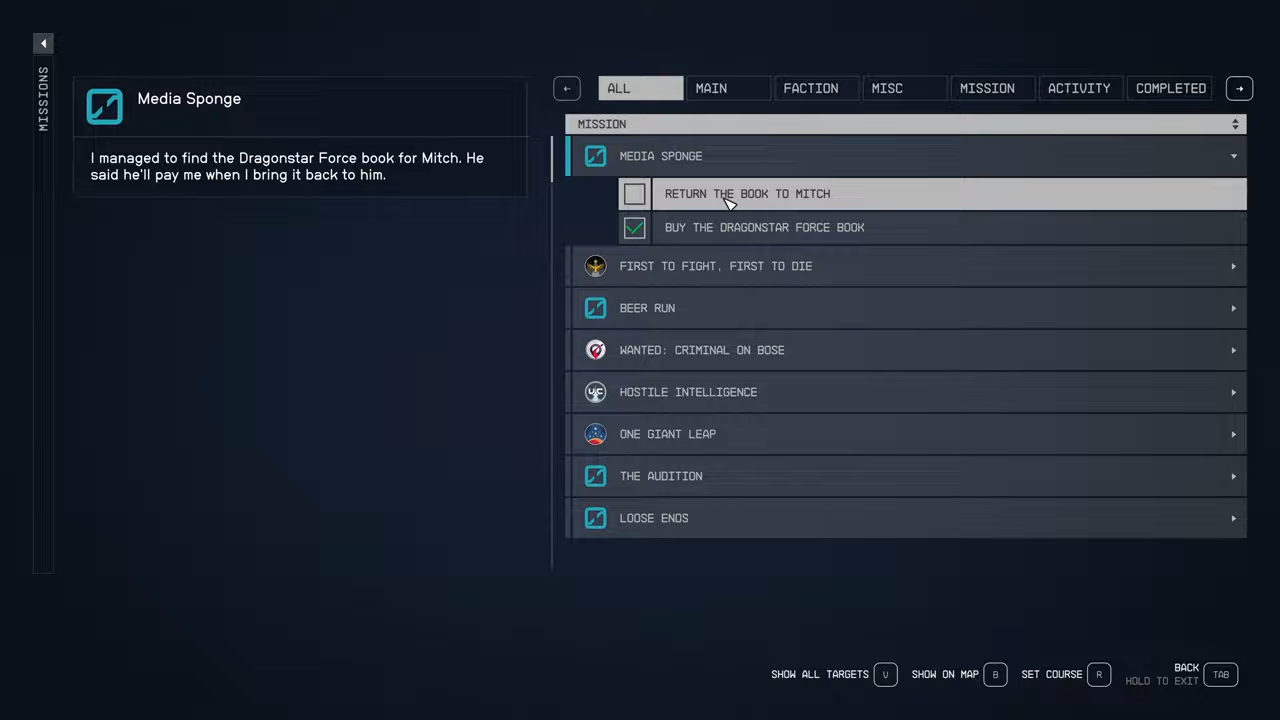 MISSIONS
Media Sponge
I managed to find the Dragonstar Force book for Mitch. He
said he'll pay me when I bring it back to him.
ALL MAIN FACTION MISC MISSION ACTIVITY COMPLETED
MISSION
MEDIA SPONGE
RETURN THE BOOK TO MITCH
BUY THE DRAGONSTAR FORCE BOOK
FIRST TO FIGHT, FIRST TO DIE
BEER RUN
WANTED: CRIMINAL ON BOSE
UC HOSTILE INTELLIGENCE
ONE GIANT LEAP
THE AUDITION
LOOSE ENDS
SHOW ALL TARGETS V SHOW ON MAP B SET COURSE R BACK TAB
HOLD TO EXIT